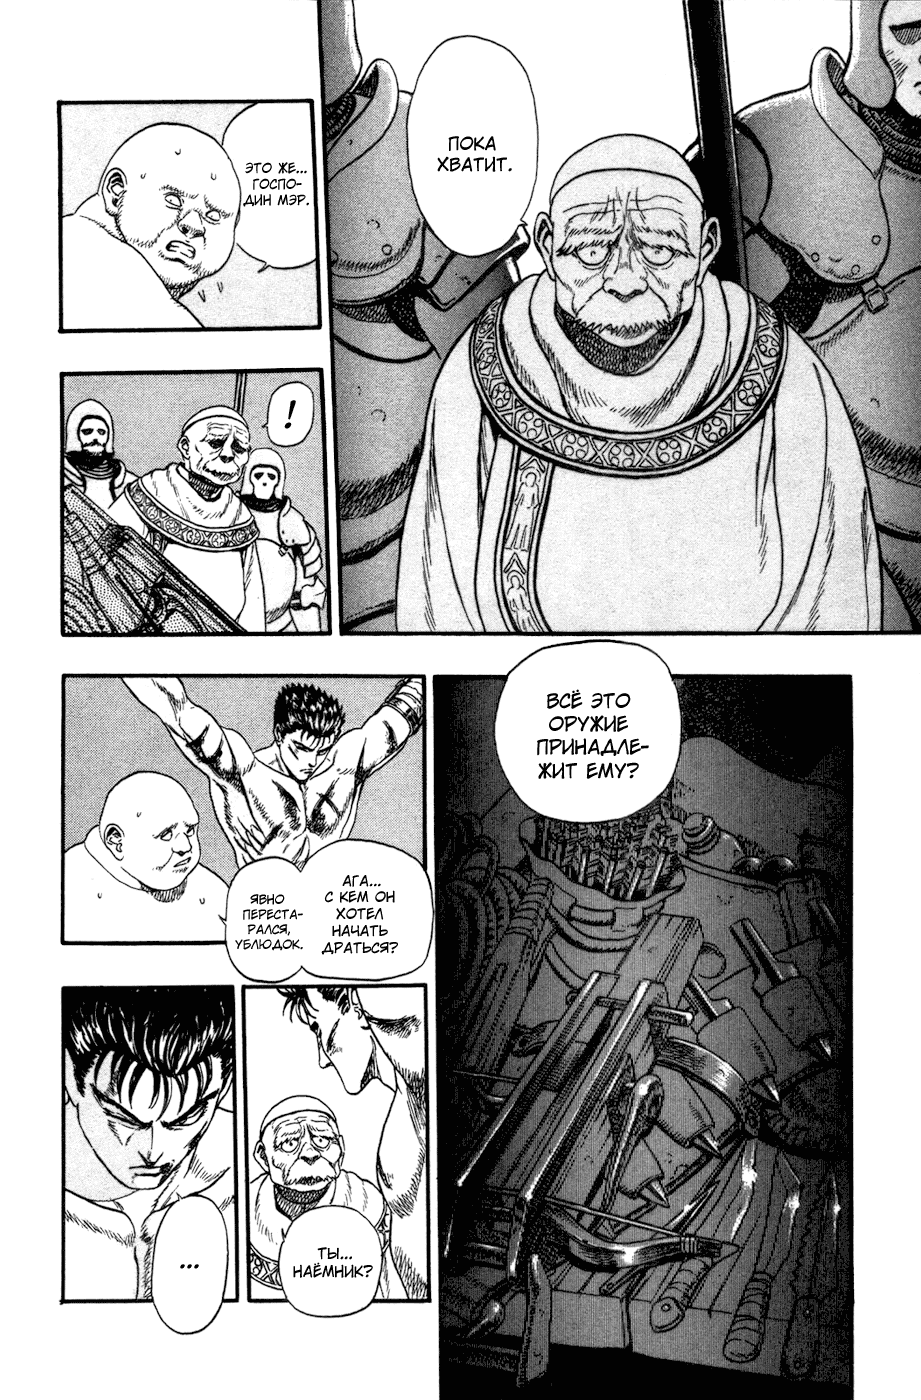 ПОКА
ХВАТИТ.
ЭТО ЖЕ...
ГОСПО-
ДИН МЭР.
!
ВСЁ ЭТО
ОРУЖИЕ
ПРИНАДЛЕ-
ЖИТ ЕМУ?
АГА...
С КЕМ ОН
ХОТЕЛ
НАЧАТЬ
ДРАТЬСЯ?
ЯВНО
ПЕРЕСТА-
РАЛСЯ,
УБЛЮДОК.
ТЫ...
НАЁМНИК?
...